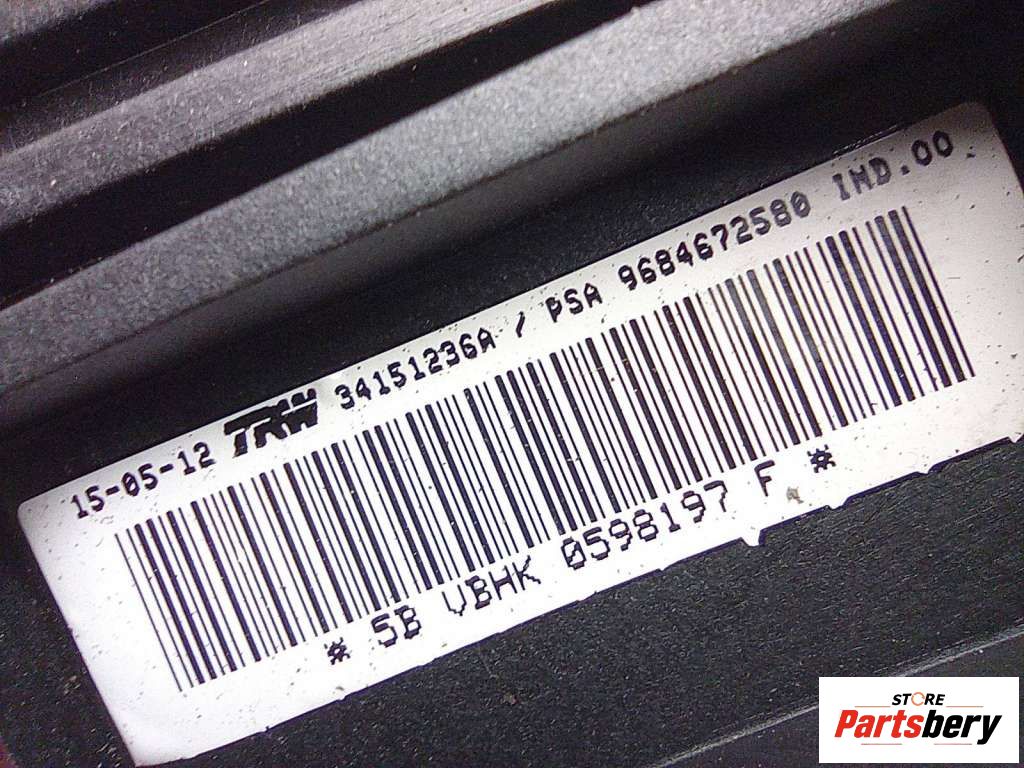 15-05-12 TRW 34151236A / PSA 9684672580 IND.00
* 5B VBHK 0598197 F *
STORE
Partsbery